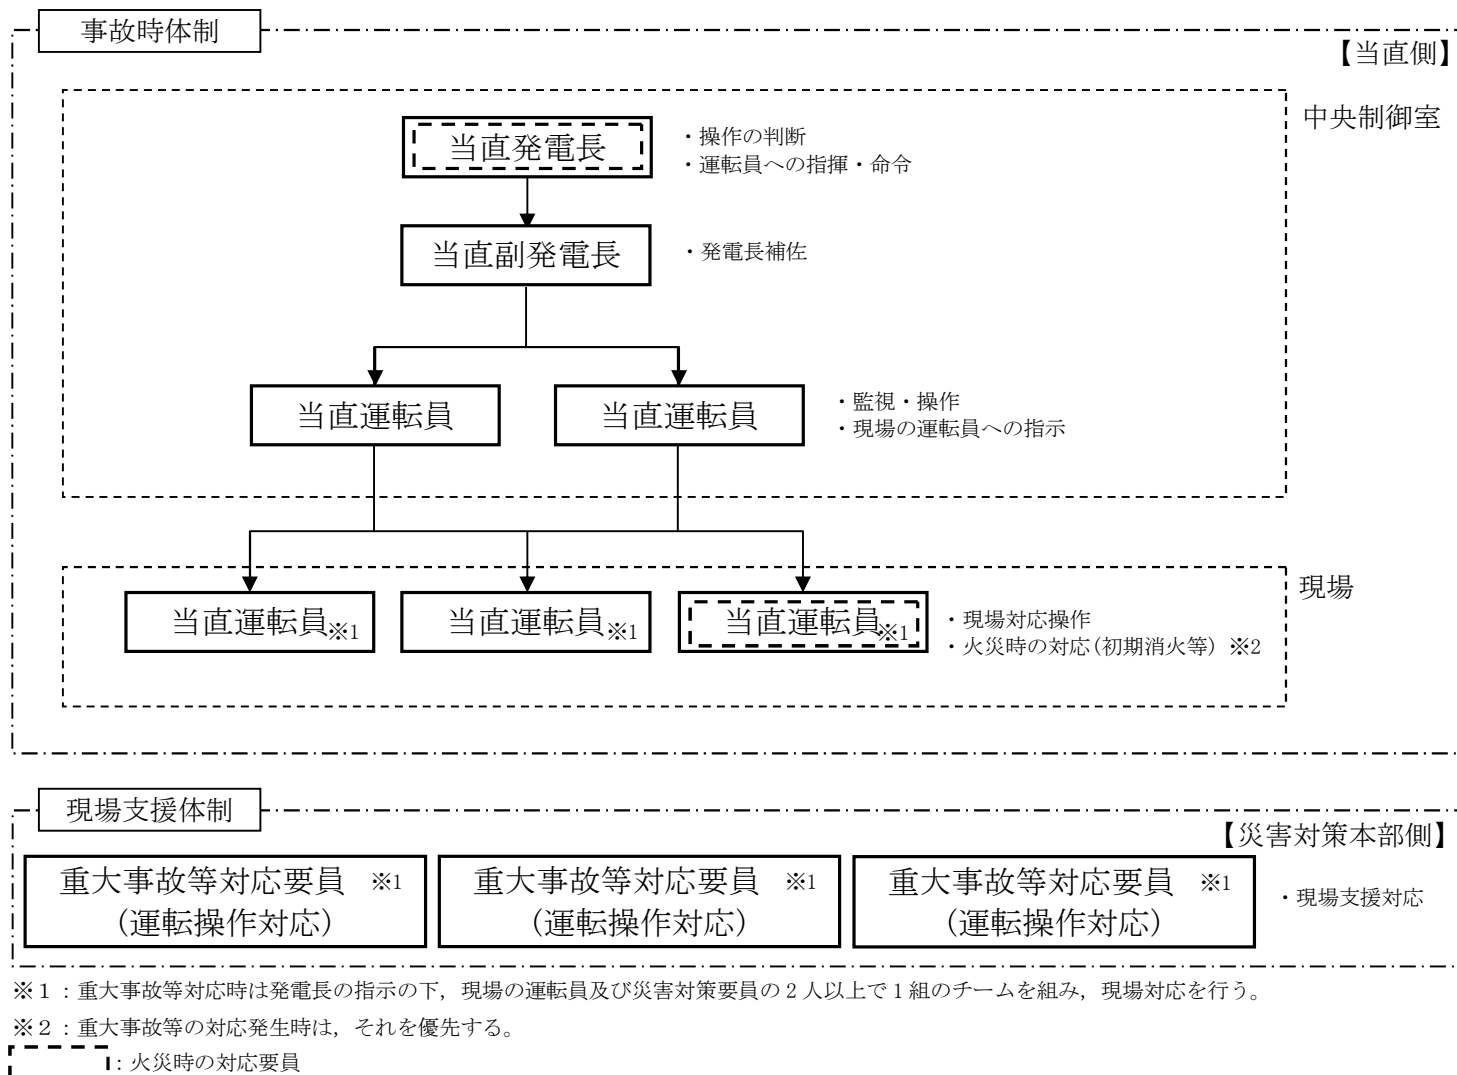 事故時体制
【当直側】
中央制御室
当直発電長
・操作の判断
・運転員への指揮・命令
当直副発電長
・発電長補佐
当直運転員
当直運転員
・監視・操作
・現場の運転員への指示
現場
当直運転員※1
当直運転員※1
当直運転員※1
・現場対応操作
・火災時の対応(初期消火等) ※2
現場支援体制
【災害対策本部側】
重大事故等対応要員 ※1
(運転操作対応)
重大事故等対応要員 ※1
(運転操作対応)
重大事故等対応要員 ※1
(運転操作対応)
・現場支援対応
※1：重大事故等対応時は発電長の指示の下，現場の運転員及び災害対策要員の2人以上で1組のチームを組み，現場対応を行う。
※2：重大事故等の対応発生時は，それを優先する。
：火災時の対応要員